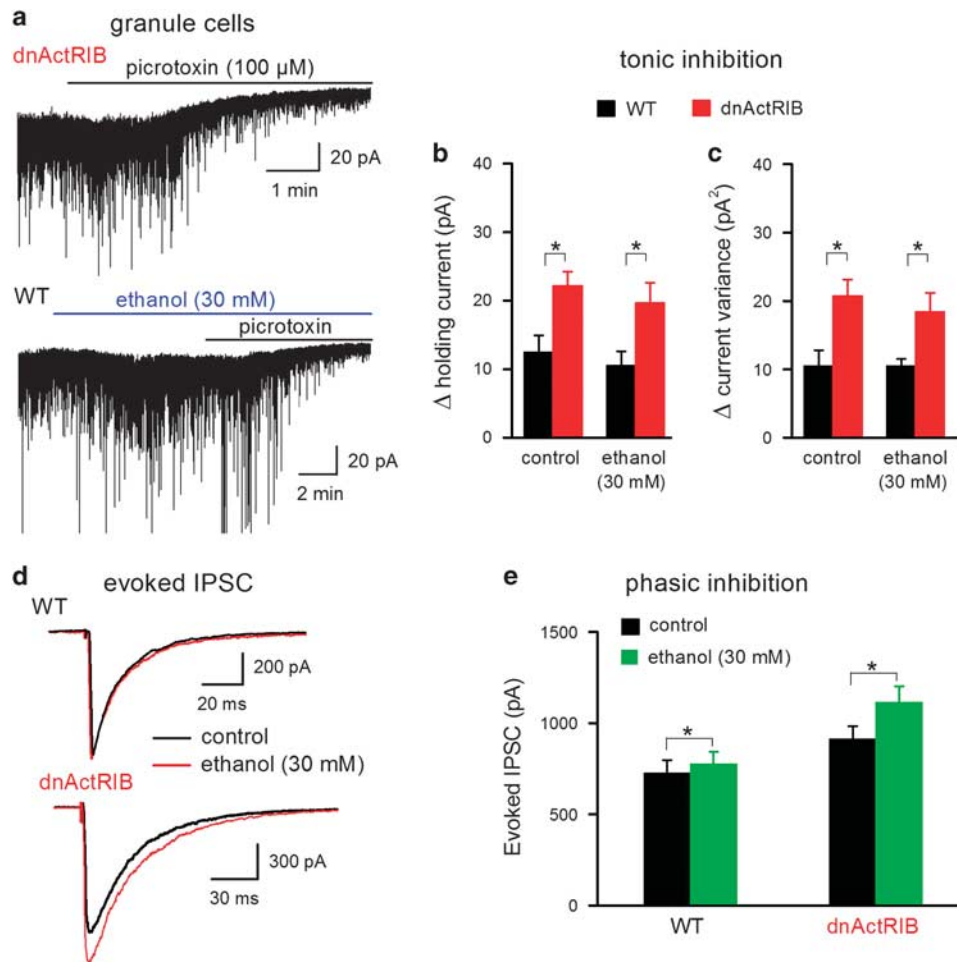 a
granule cells
dnActRIB
picrotoxin (100 µM)
20 pA
1 min
WT
ethanol (30 mM)
picrotoxin
20 pA
2 min
tonic inhibition
WT
dnActRIB
b
Δ holding current (pA)
40
30
20
10
0
*
*
control
ethanol
(30 mM)
c
Δ current variance (pA²)
40
30
20
10
0
*
*
control
ethanol
(30 mM)
d
evoked IPSC
WT
200 pA
20 ms
control
ethanol (30 mM)
dnActRIB
300 pA
30 ms
e
phasic inhibition
control
ethanol (30 mM)
Evoked IPSC (pA)
1500
1000
500
0
*
*
WT
dnActRIB